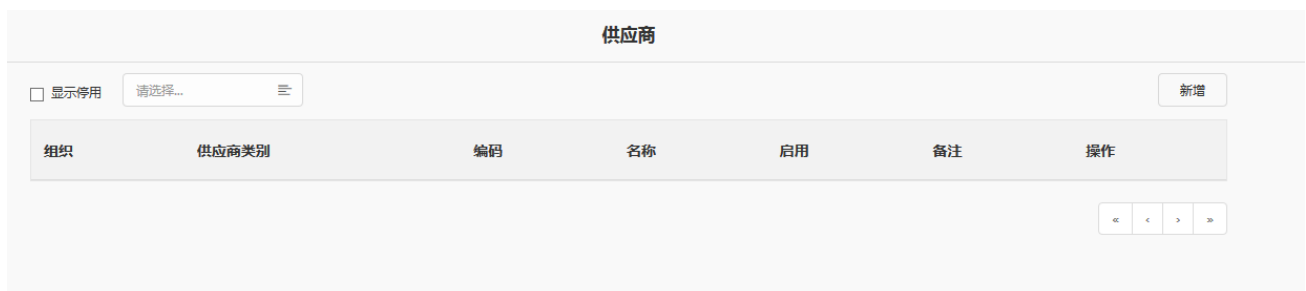 供应商
显示停用 请选择... 新增
组织 供应商类别 编码 名称 启用 备注 操作
« ‹ › »